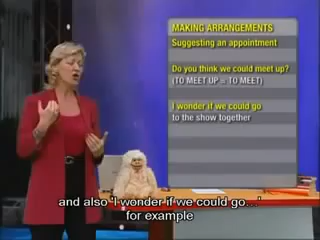 MAKING ARRANGEMENTS
Suggesting an appointment
Do you think we could meet up?
(TO MEET UP = TO MEET)
I wonder if we could go
to the show together
and also 'I wonder if we could go...'
for example